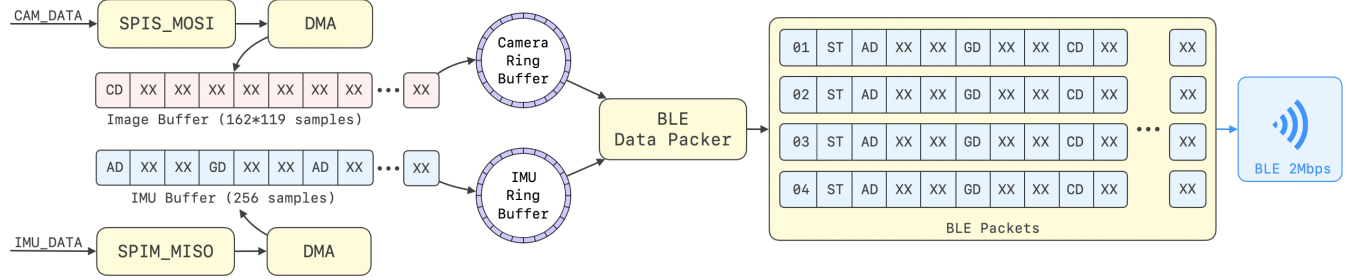 CAM_DATA
SPIS_MOSI
DMA
CD XX XX XX XX XX XX XX ••• XX
Image Buffer (162*119 samples)
Camera
Ring
Buffer
AD XX XX GD XX XX AD XX ••• XX
IMU Buffer (256 samples)
IMU
Ring
Buffer
IMU_DATA
SPIM_MISO
DMA
BLE
Data Packer
01 ST AD XX XX GD XX XX CD XX XX
02 ST AD XX XX GD XX XX CD XX XX
03 ST AD XX XX GD XX XX CD XX ••• XX
04 ST AD XX XX GD XX XX CD XX XX
BLE Packets
BLE 2Mbps